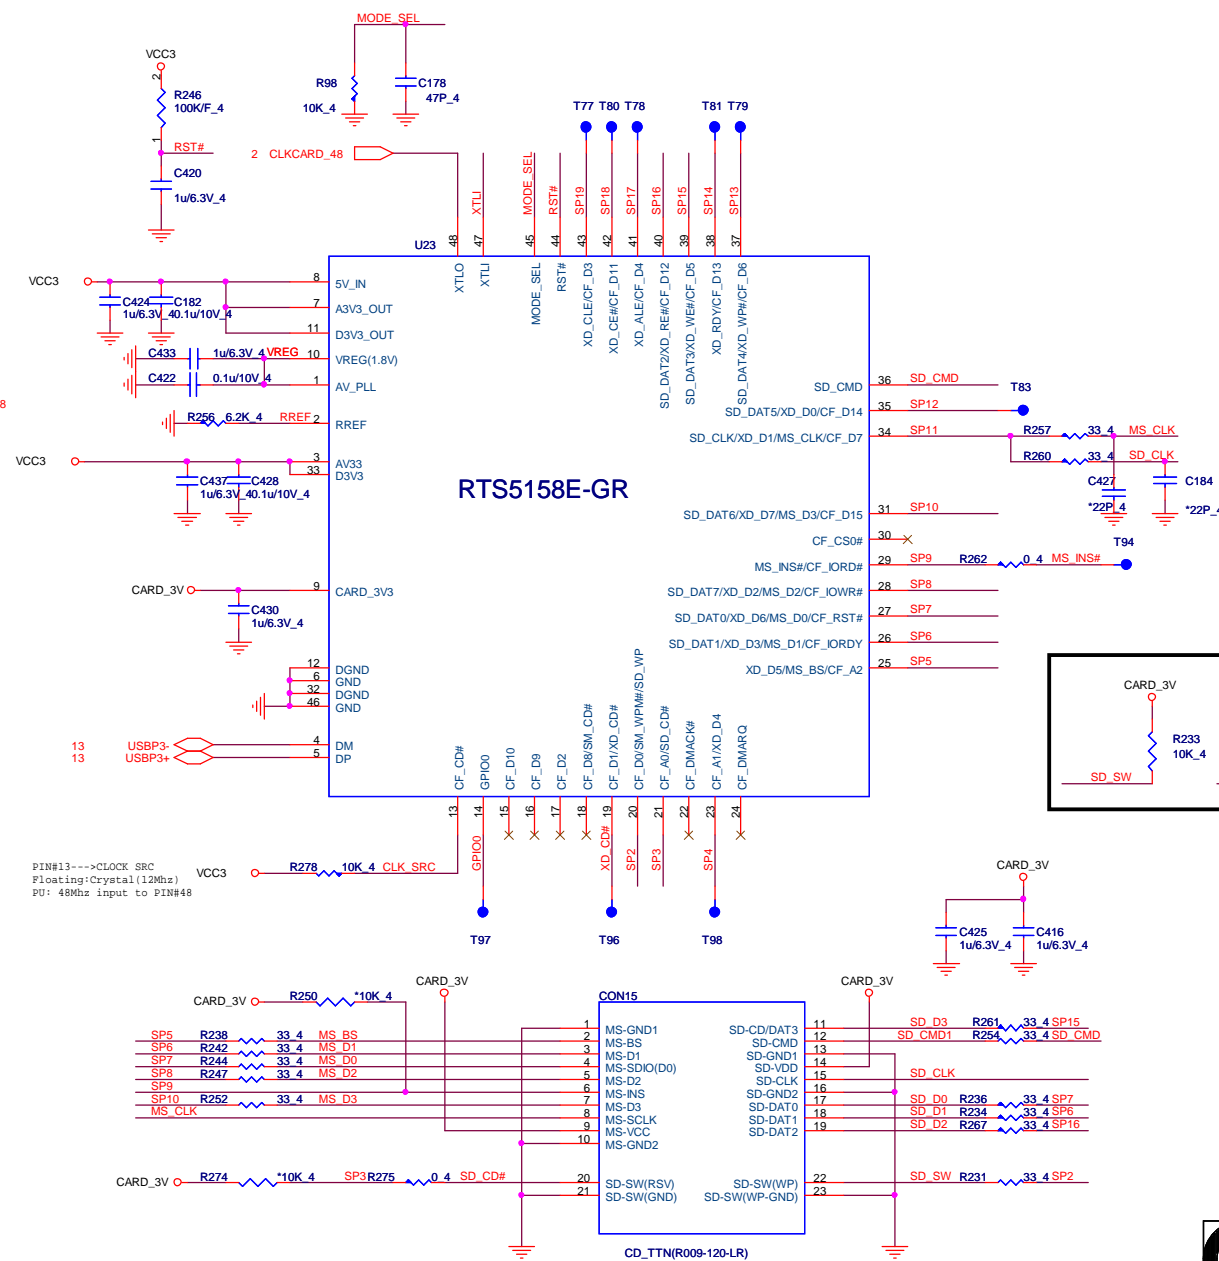 MODE_SEL
VCC3
2
R246
100K/F_4
1
RST#
C420
1u/6.3V_4
R98
10K_4
C178
47P_4
2 CLKCARD_48
T77 T80 T78 T81 T79
XTLI
MODE_SEL
RST#
SP19
SP18
SP17
SP16
SP15
SP14
SP13
48 47 45 44 43 42 41 40 39 38 37
U23
XTLO
XTLI
MODE_SEL
RST#
XD_CLE/CF_D3
XD_CE#/CF_D11
XD_ALE/CF_D4
SD_DAT2/XD_RE#/CF_D12
SD_DAT3/XD_WE#/CF_D5
XD_RDY/CF_D13
SD_DAT4/XD_WP#/CF_D6
VCC3
C424
1u/6.3V_4
C182
0.1u/10V_4
8 5V_IN
7 A3V3_OUT
11 D3V3_OUT
C433 1u/6.3V_4 VREG 10 VREG(1.8V)
C422 0.1u/10V_4 1 AV_PLL
8
R256 6.2K_4 RREF 2 RREF
VCC3
3 AV33
33 D3V3
C437
1u/6.3V_4
C428
0.1u/10V_4
RTS5158E-GR
CARD_3V 9 CARD_3V3
C430
1u/6.3V_4
12 DGND
6 GND
32 DGND
46 GND
13 USBP3- 4 DM
13 USBP3+ 5 DP
SD_CMD 36 SD_CMD
SD_DAT5/XD_D0/CF_D14 35 SP12 T83
SD_CLK/XD_D1/MS_CLK/CF_D7 34 SP11 R257 33_4 MS_CLK
R260 33_4 SD_CLK
C427
*22P_4
C184
*22P_4
SD_DAT6/XD_D7/MS_D3/CF_D15 31 SP10
CF_CS0# 30
T94
MS_INS#/CF_IORD# 29 SP9 R262 0_4 MS_INS#
SD_DAT7/XD_D2/MS_D2/CF_IOWR# 28 SP8
SD_DAT0/XD_D6/MS_D0/CF_RST# 27 SP7
SD_DAT1/XD_D3/MS_D1/CF_IORDY 26 SP6
XD_D5/MS_BS/CF_A2 25 SP5
CARD_3V
R233
10K_4
SD_SW
CF_CD#
GPIO0
CF_D10
CF_D9
CF_D2
CF_D8/SM_CD#
CF_D1/XD_CD#
CF_D0/SM_WPM#/SD_WP
CF_A0/SD_CD#
CF_DMACK#
CF_A1/XD_D4
CF_DMARQ
13 14 15 16 17 18 19 20 21 22 23 24
GPIO0
XD_CD#
SP2
SP3
SP4
PIN#13--->CLOCK SRC
Floating:Crystal(12Mhz)
PU: 48Mhz input to PIN#48
VCC3 R278 10K_4 CLK_SRC
T97 T96 T98
CARD_3V
C425
1u/6.3V_4
C416
1u/6.3V_4
CARD_3V R250 *10K_4
CARD_3V
CON15
CARD_3V
1 MS-GND1
SP5 R238 33_4 MS_BS 2 MS-BS
SP6 R242 33_4 MS_D1 3 MS-D1
SP7 R244 33_4 MS_D0 4 MS-SDIO(D0)
SP8 R247 33_4 MS_D2 5 MS-D2
SP9 6 MS-INS
SP10 R252 33_4 MS_D3 7 MS-D3
MS_CLK 8 MS-SCLK
9 MS-VCC
10 MS-GND2
CARD_3V R274 *10K_4 SP3 R275 0_4 SD_CD# 20 SD-SW(RSV)
21 SD-SW(GND)
SD-CD/DAT3 11 SD_D3 R261 33_4 SP15
SD-CMD 12 SD_CMD1 R254 33_4 SD_CMD
SD-GND1 13
SD-VDD 14
SD-CLK 15 SD_CLK
SD-GND2 16
SD-DAT0 17 SD_D0 R236 33_4 SP7
SD-DAT1 18 SD_D1 R234 33_4 SP6
SD-DAT2 19 SD_D2 R267 33_4 SP16
SD-SW(WP) 22 SD_SW R231 33_4 SP2
SD-SW(WP-GND) 23
CD_TTN(R009-120-LR)